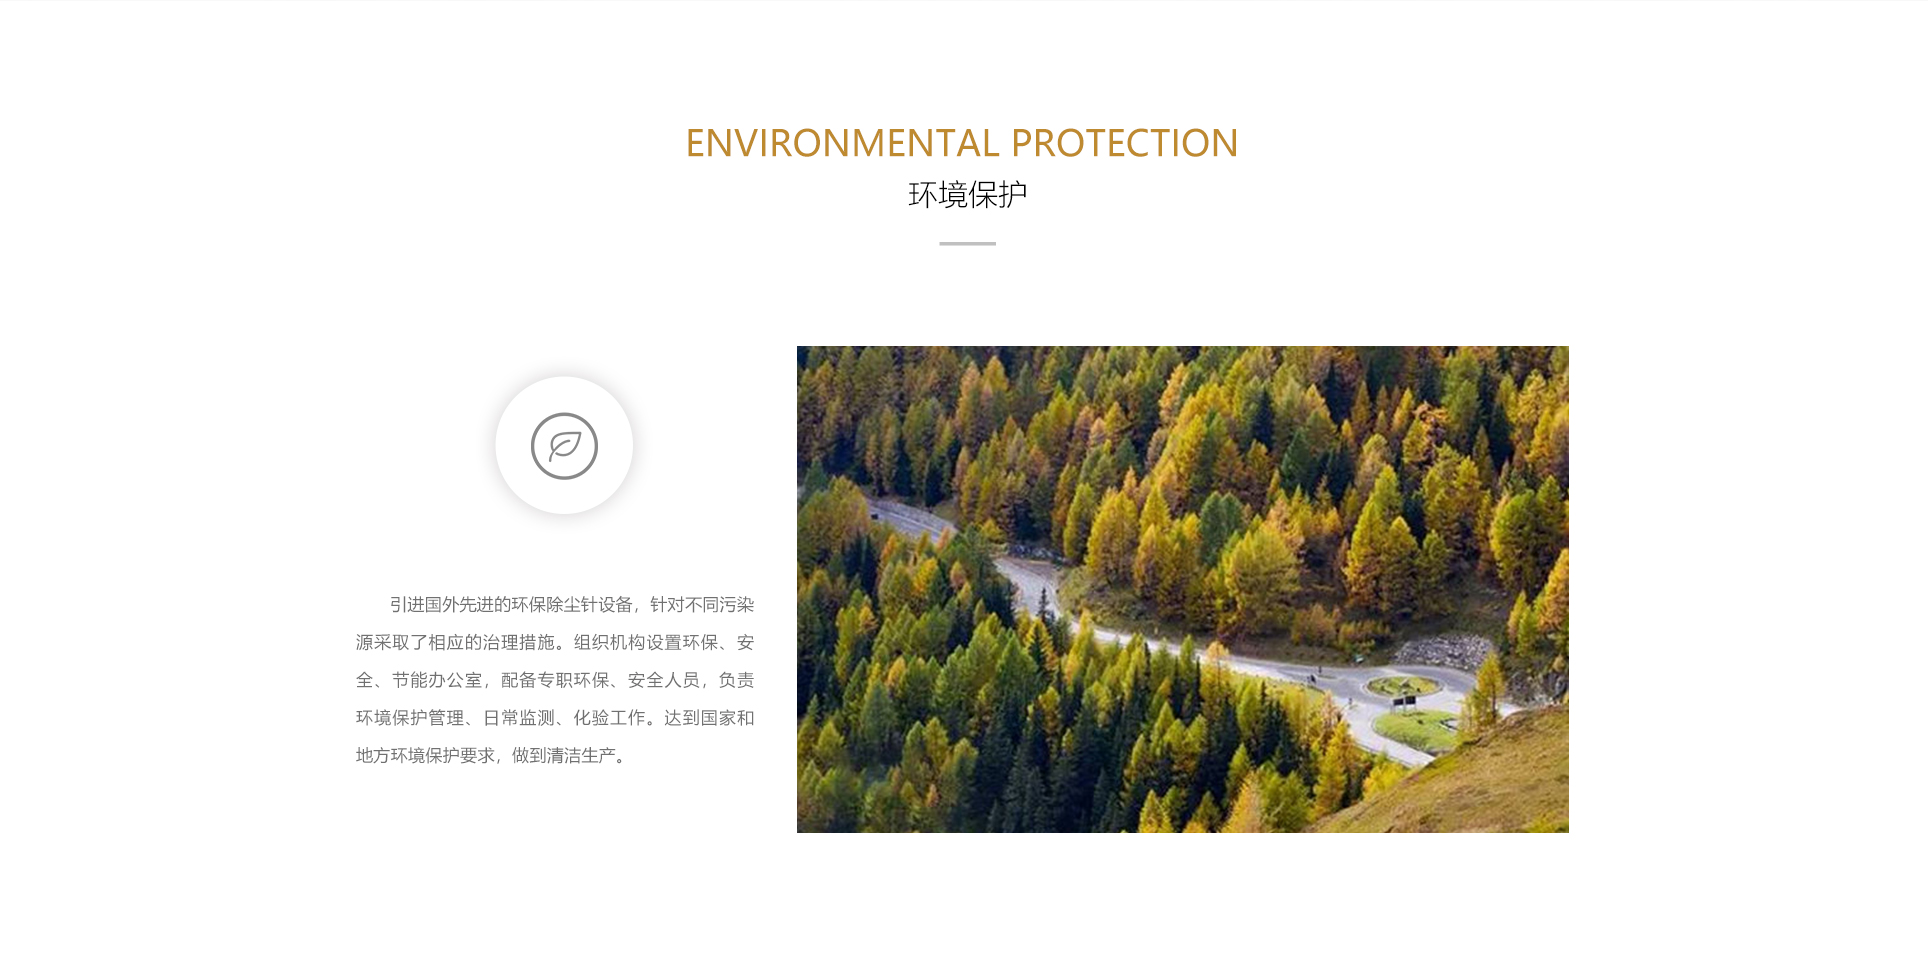 ENVIRONMENTAL PROTECTION
环境保护
引进国外先进的环保除尘针设备，针对不同污染
源采取了相应的治理措施。组织机构设置环保、安
全、节能办公室，配备专职环保、安全人员，负责
环境保护管理、日常监测、化验工作。达到国家和
地方环境保护要求，做到清洁生产。